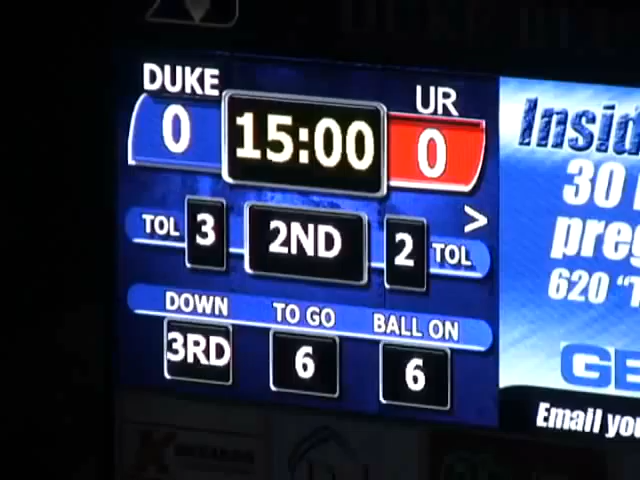 DUKE UR
0 15:00 0
>
TOL 3 2ND 2 TOL
DOWN TO GO BALL ON
3RD 6 6
Insid
30
preg
620 "T
GE
Email you